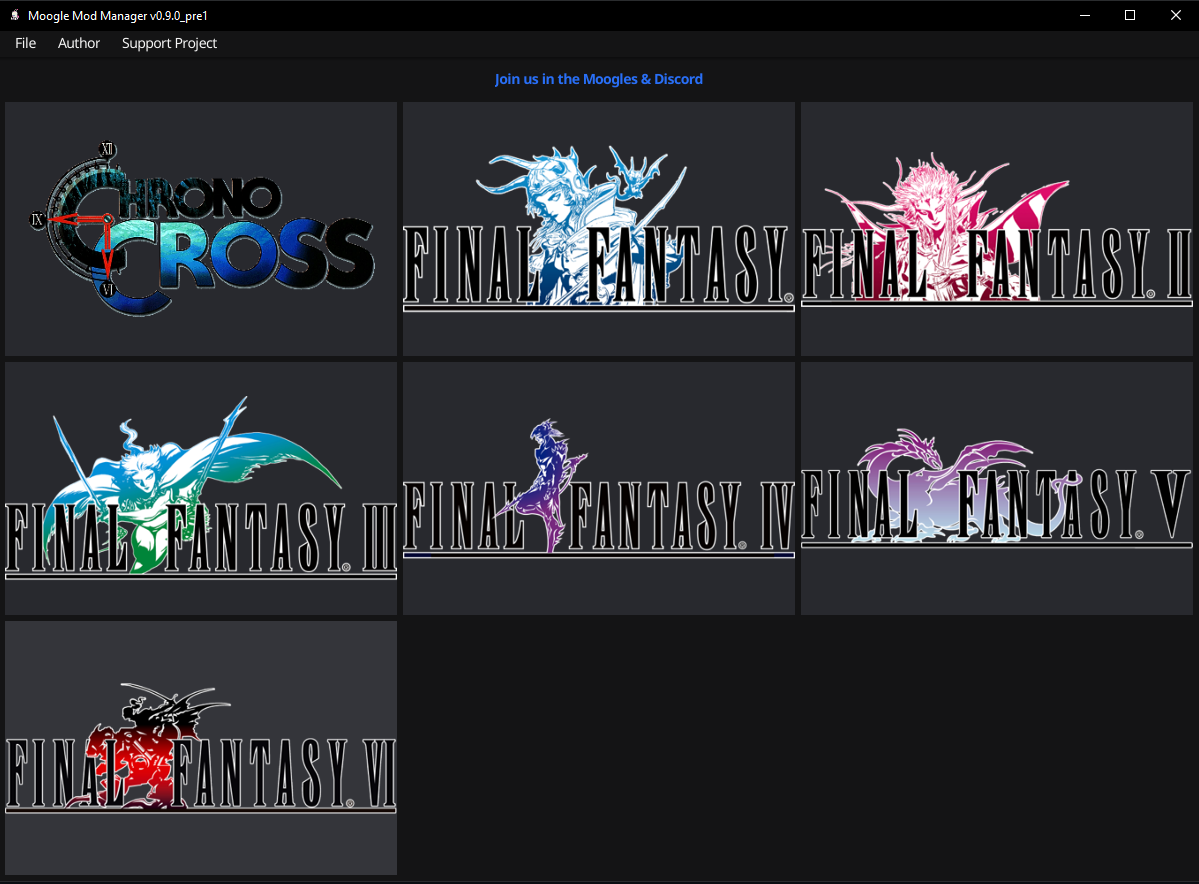 Moogle Mod Manager v0.9.0_pre1
File Author Support Project
Join us in the Moogles & Discord
XII
IX
VI
CHRONO
CROSS
FINAL FANTASY®
FINAL FANTASY® II
FINAL FANTASY® III
FINAL FANTASY® IV
FINAL FANTASY® V
FINAL FANTASY® VI